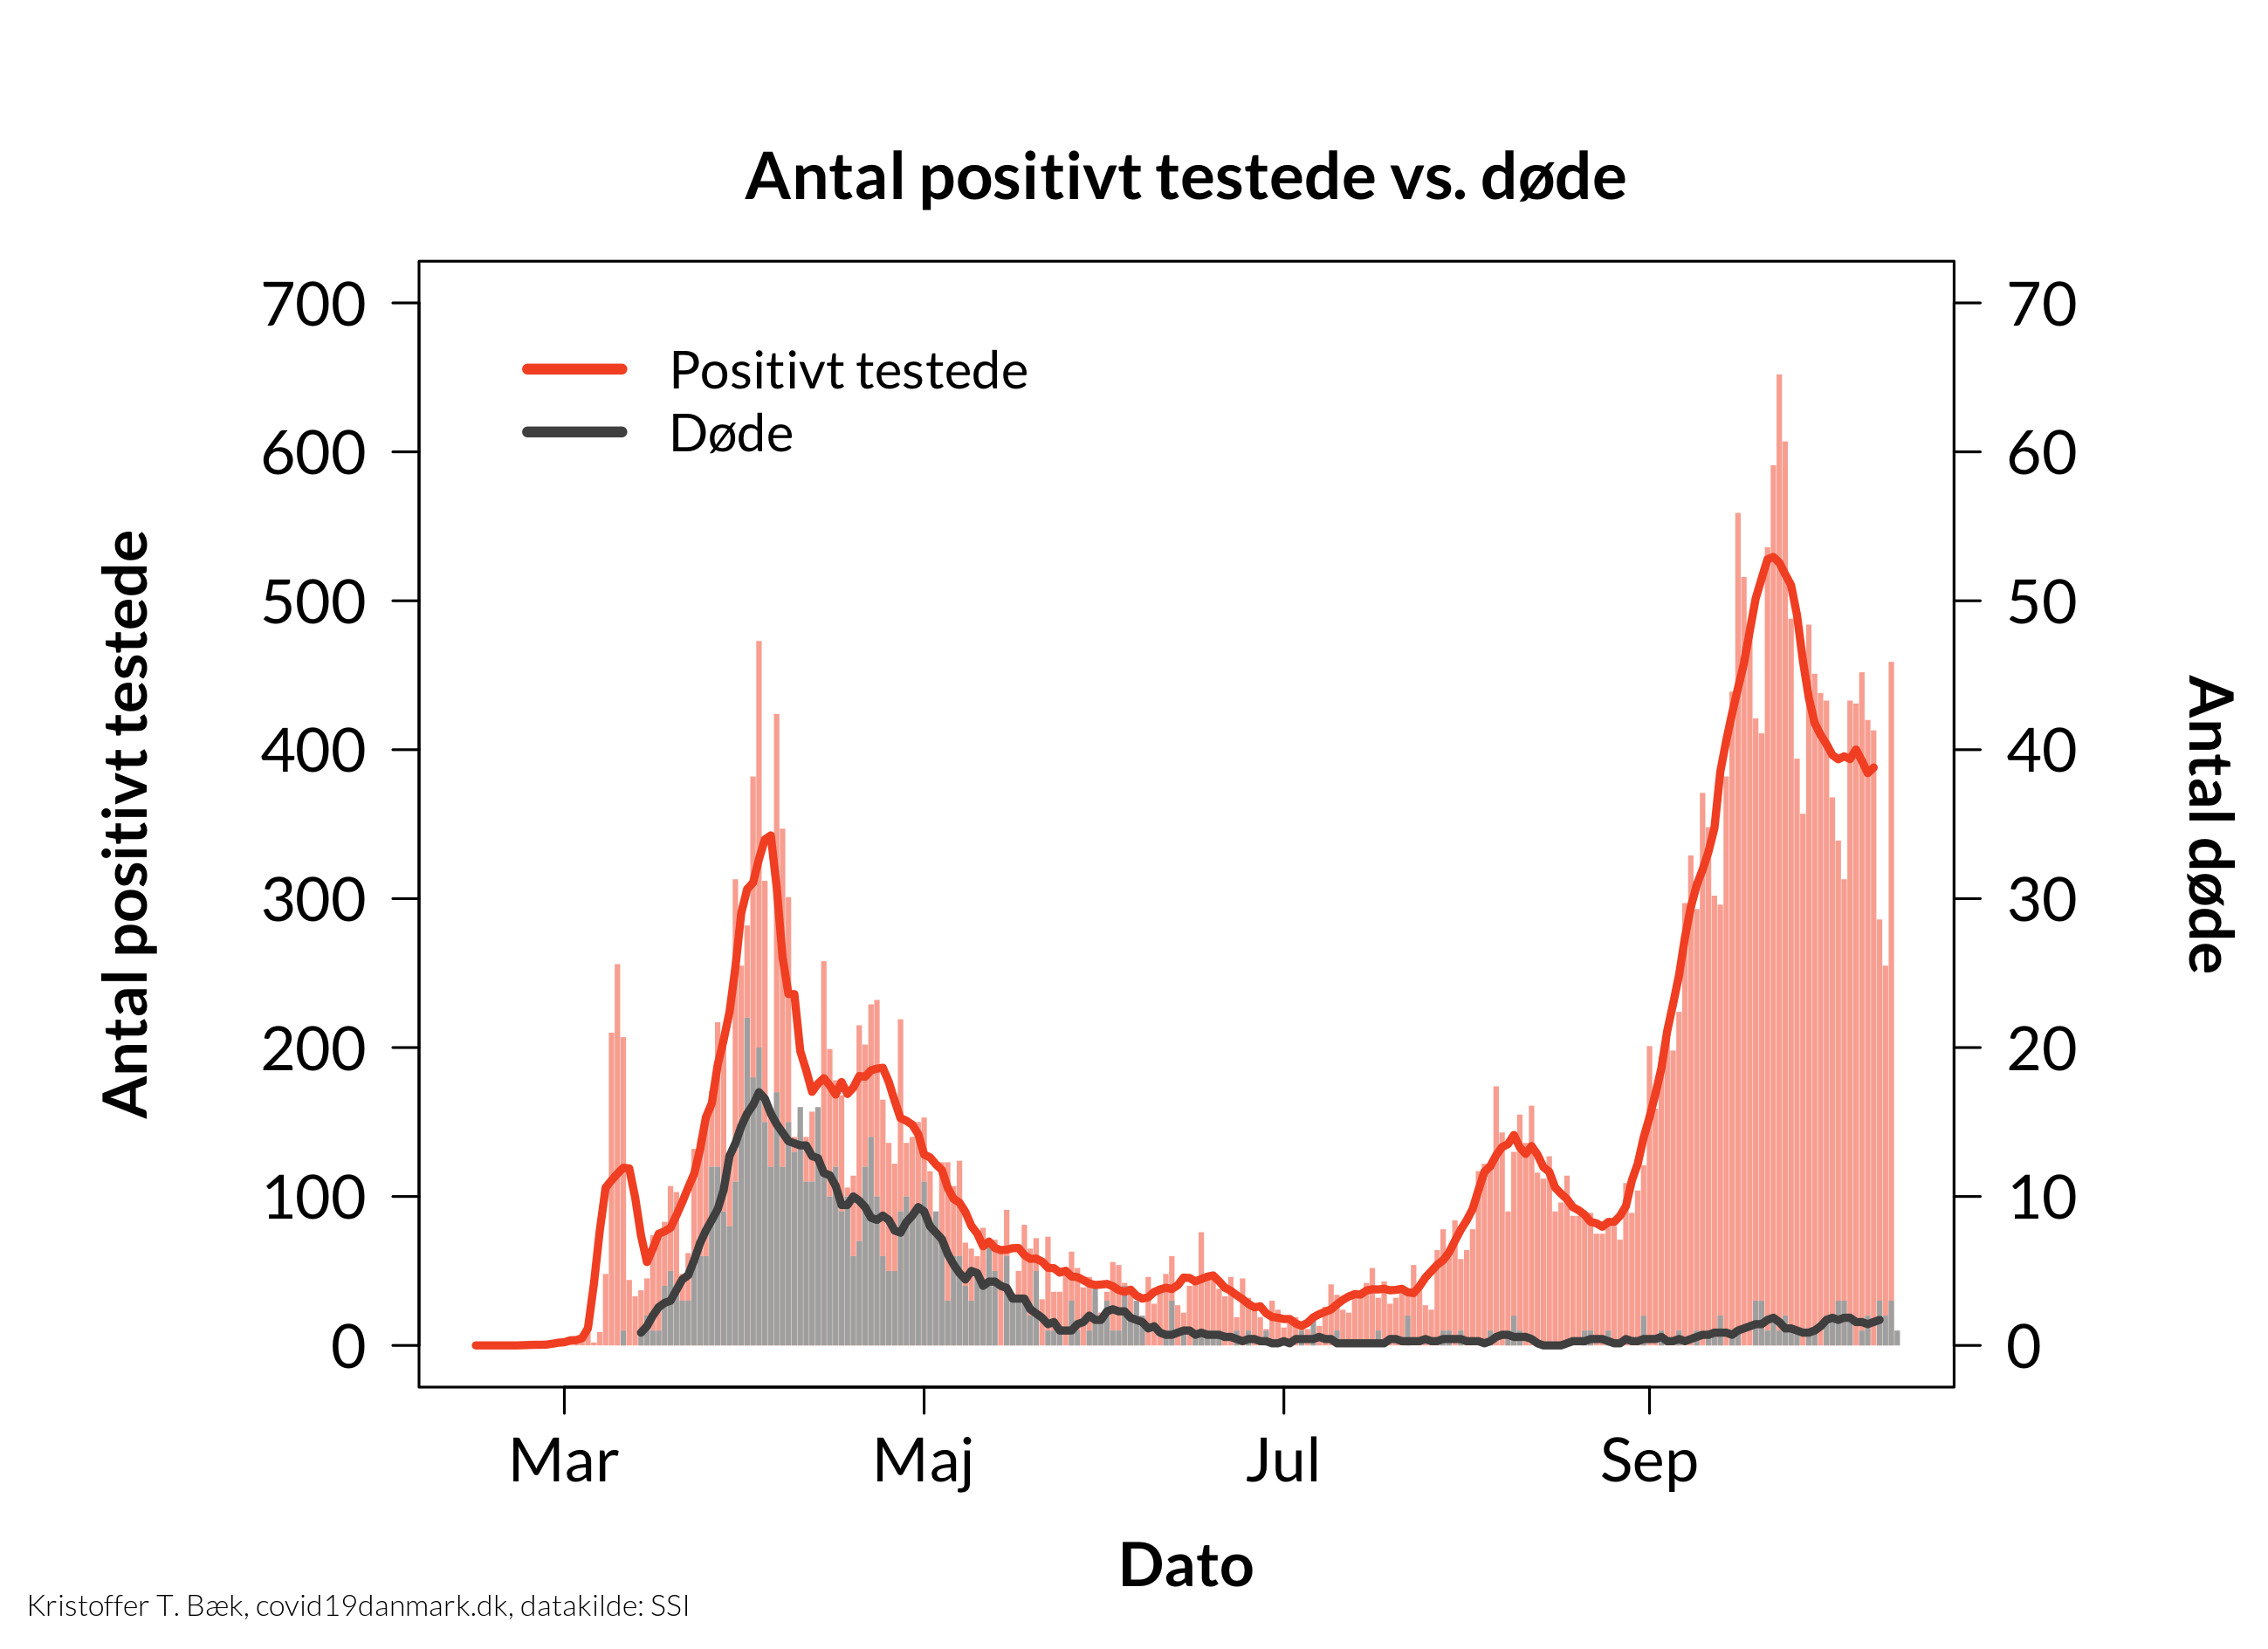 Antal positivt testede vs. døde
Positivt testede
Døde
Antal positivt testede
700
600
500
400
300
200
100
0
70
60
50
40
30
20
10
0
Antal døde
Mar
Maj
Jul
Sep
Dato
Kristoffer T. Bæk, covid19danmark.dk, datakilde: SSI